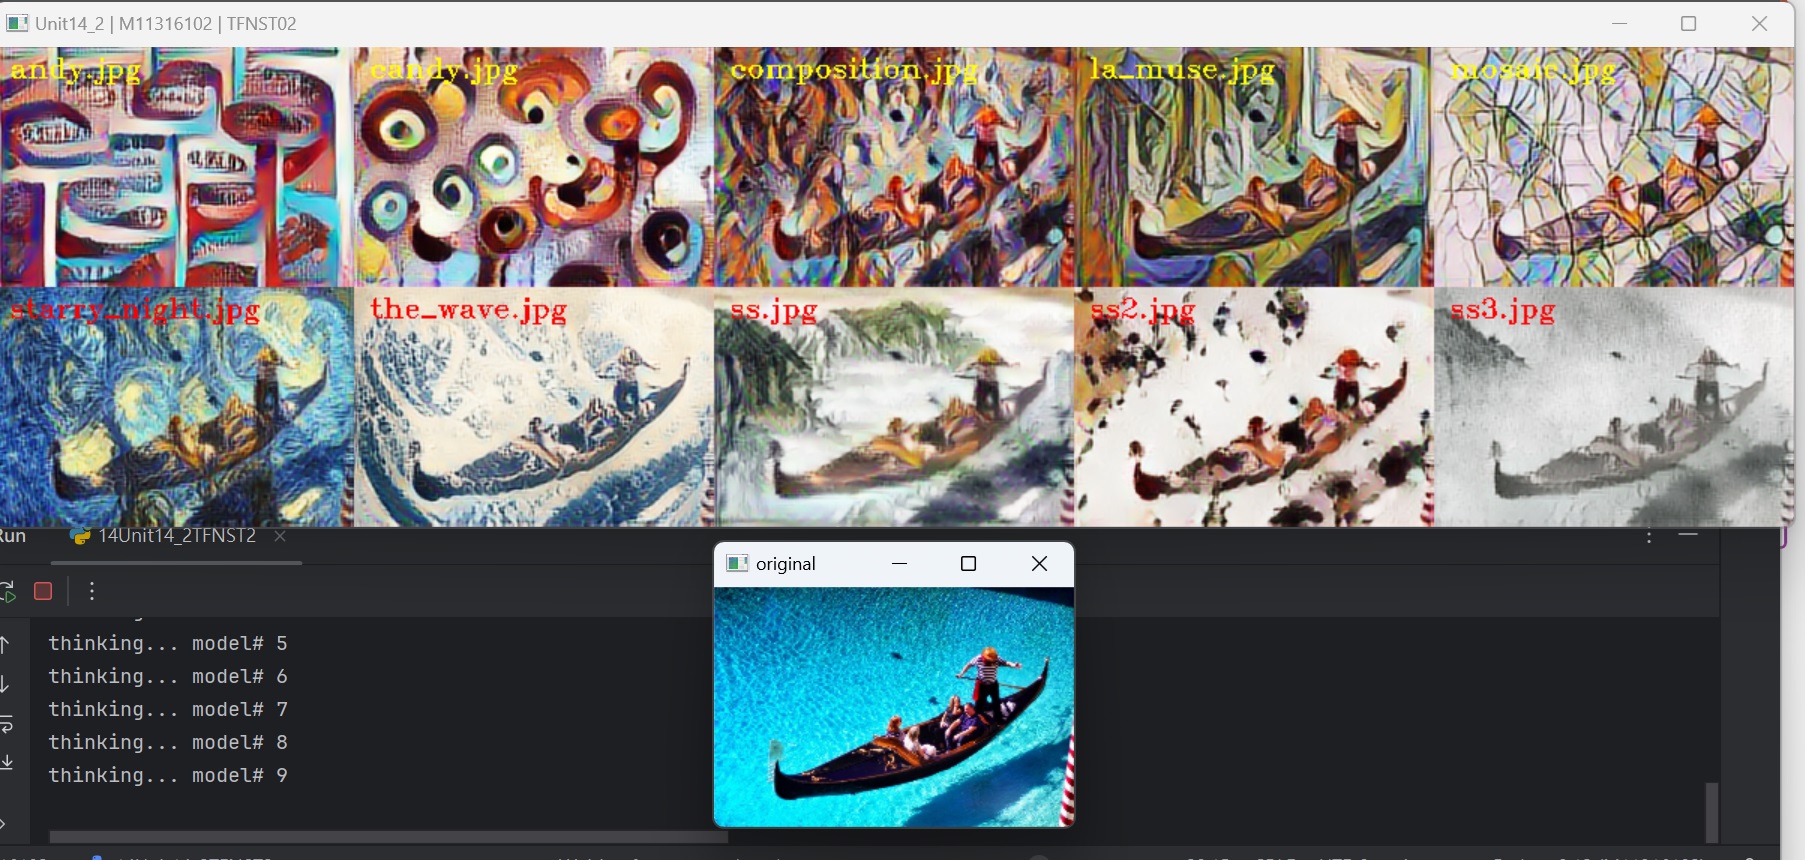 Unit14_2 | M11316102 | TFNST02
andy.jpg candy.jpg composition.jpg la_muse.jpg mosaic.jpg
starry_night.jpg the_wave.jpg ss.jpg ss2.jpg ss3.jpg
Run 14Unit14_2TFNST2
original
thinking... model# 5
thinking... model# 6
thinking... model# 7
thinking... model# 8
thinking... model# 9